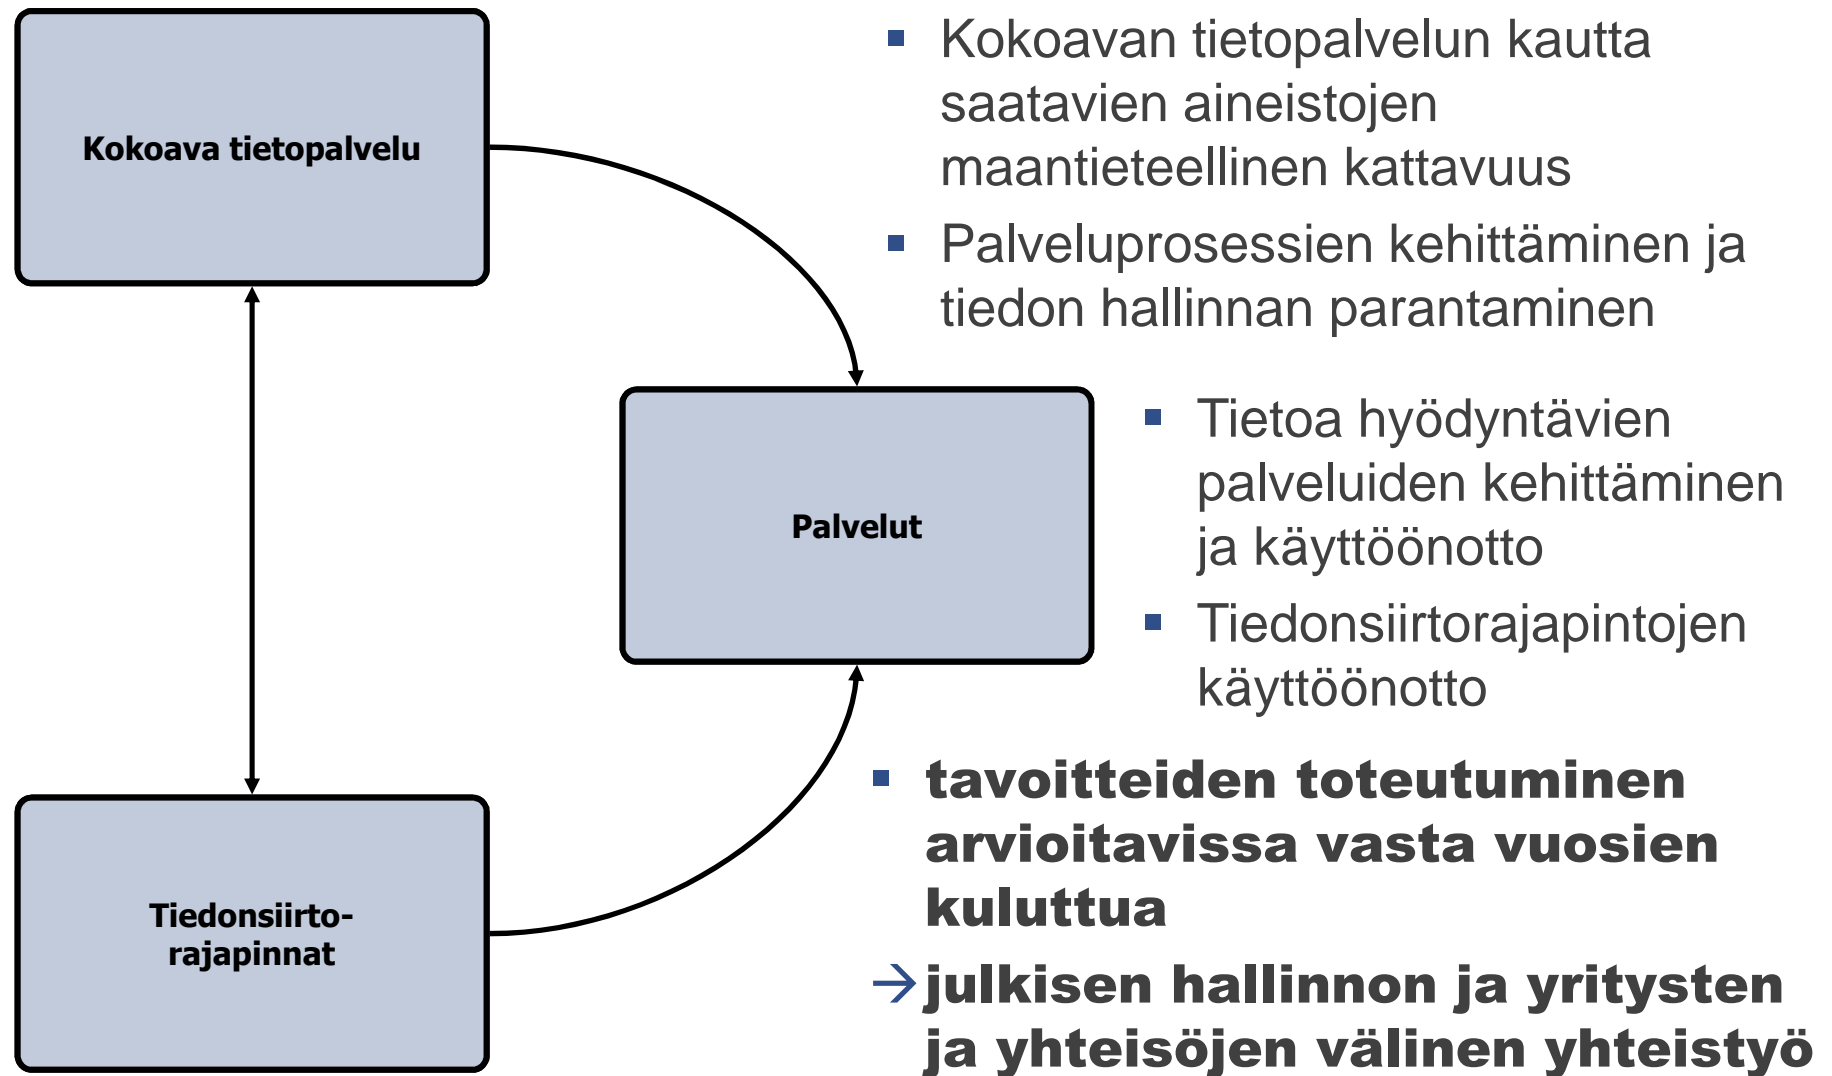 Kokoava tietopalvelu
▪ Kokoavan tietopalvelun kautta
saatavien aineistojen
maantieteellinen kattavuus
▪ Palveluprosessien kehittäminen ja
tiedon hallinnan parantaminen
Palvelut
▪ Tietoa hyödyntävien
palveluiden kehittäminen
ja käyttöönotto
▪ Tiedonsiirtorajapintojen
käyttöönotto
Tiedonsiirto-
rajapinnat
▪ tavoitteiden toteutuminen
arvioitavissa vasta vuosien
kuluttua
→ julkisen hallinnon ja yritysten
ja yhteisöjen välinen yhteistyö